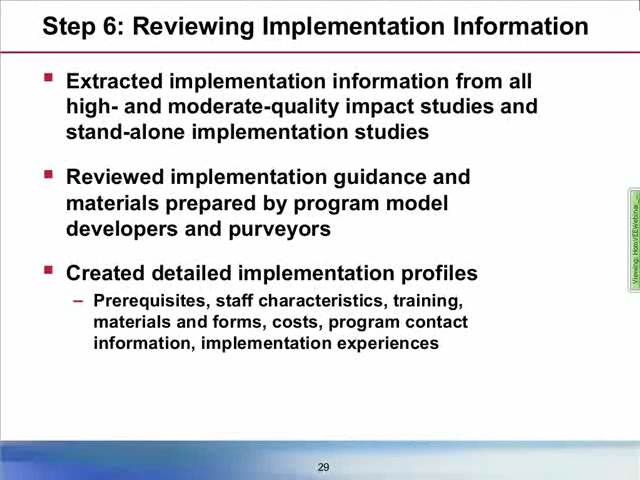 Step 6: Reviewing Implementation Information
Extracted implementation information from all
high- and moderate-quality impact studies and
stand-alone implementation studies
Reviewed implementation guidance and
materials prepared by program model
developers and purveyors
Created detailed implementation profiles
– Prerequisites, staff characteristics, training,
materials and forms, costs, program contact
information, implementation experiences
Viewing: HomVEEWebinar_...
29